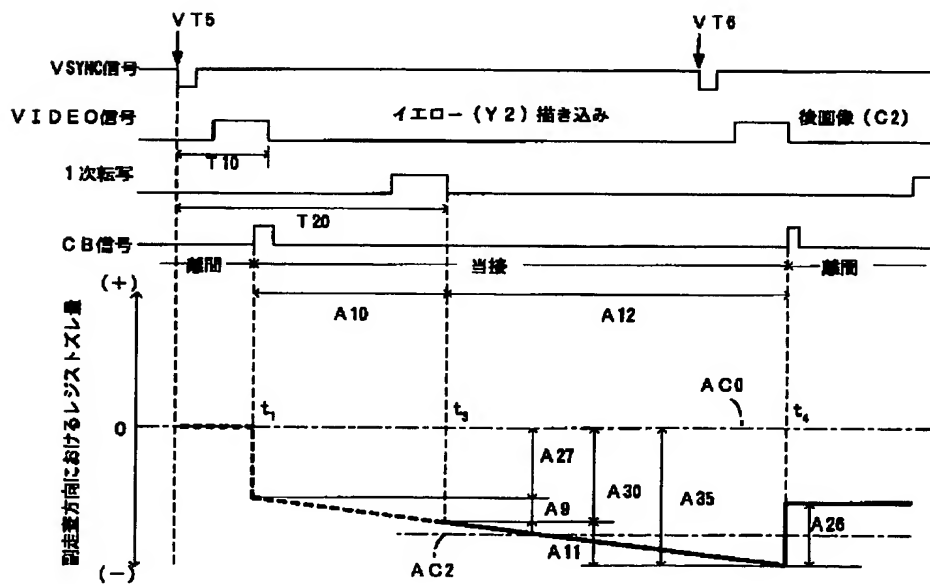 VT5 VT6
VSYNC信号
VIDEO信号 イエロー(Y2)描き込み 後画像(C2)
T10
1次転写
T20
CB信号
離間 当接 離間
(+)
A10 A12
AC0
t1 t3 t4
0
A27
A30
A35
A9
A26
A11
AC2
(-)
副走査方向におけるレジストズレ量